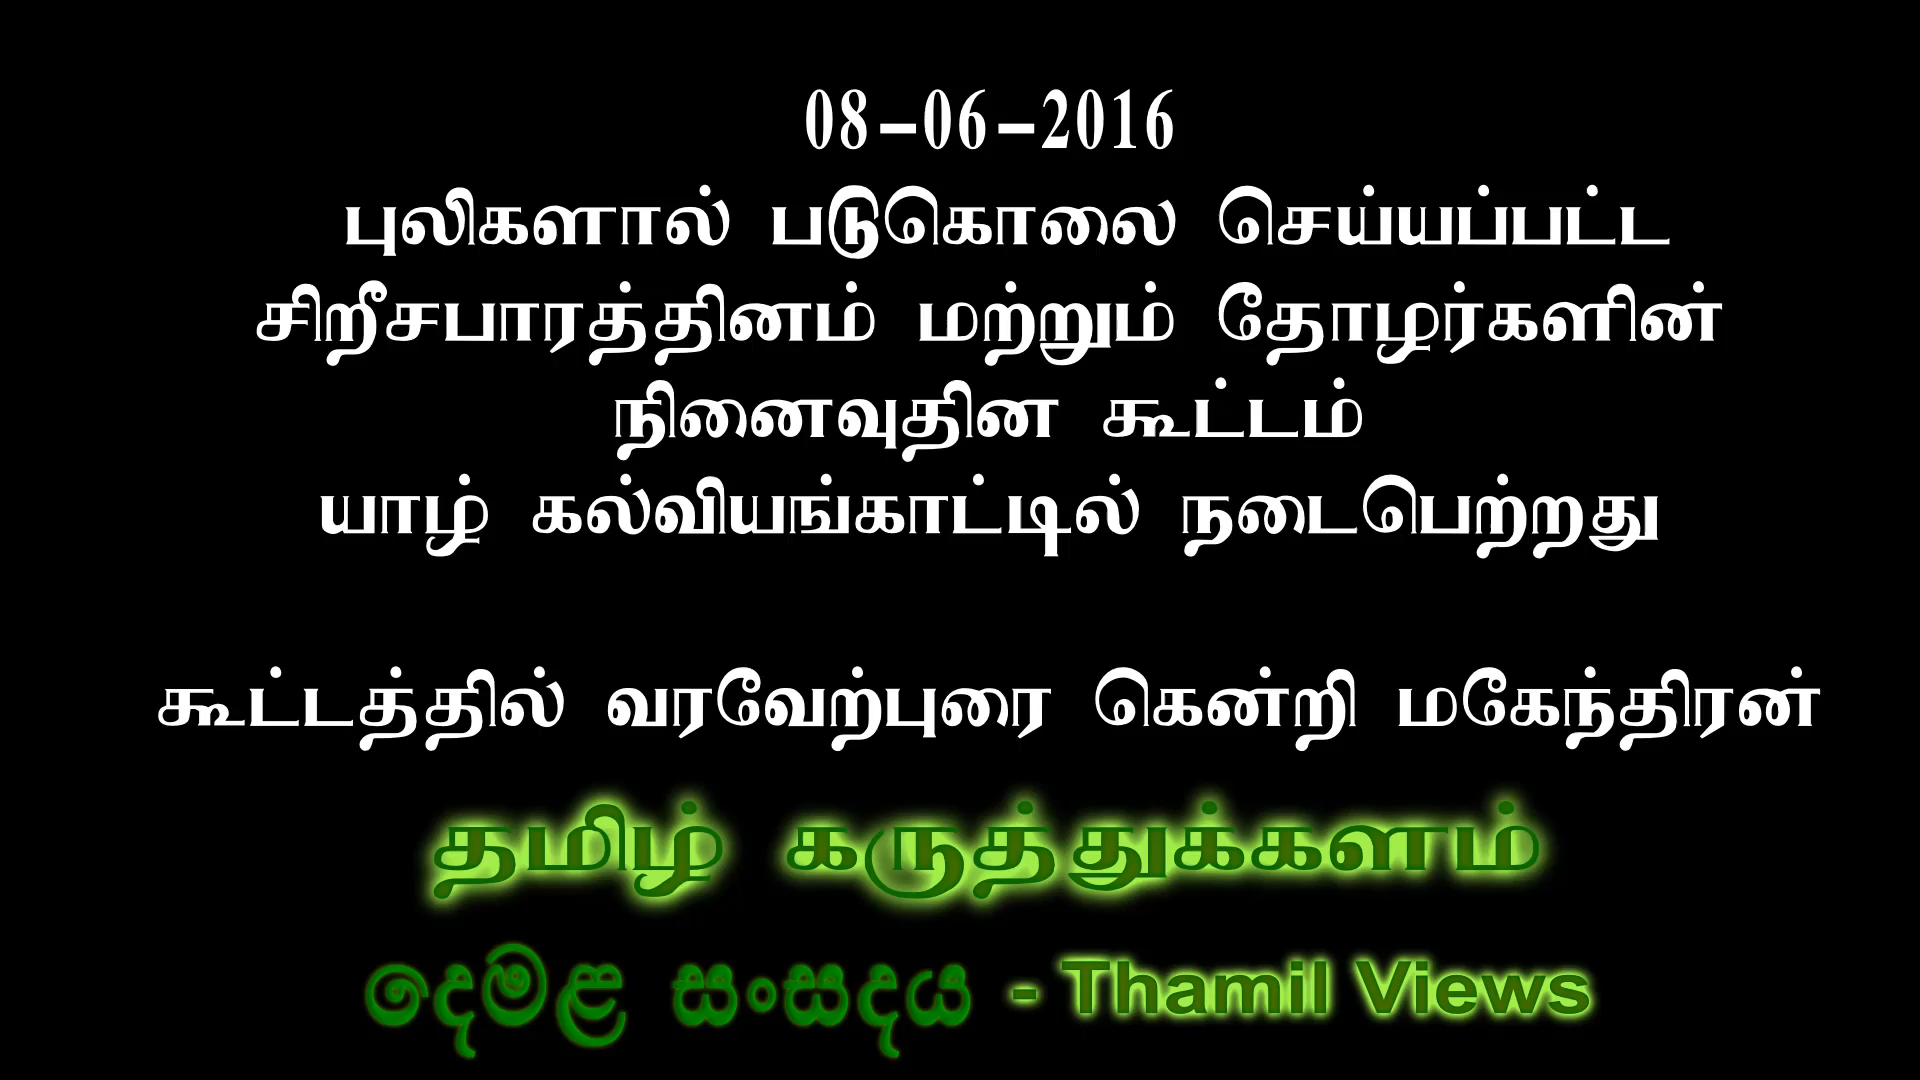 08-06-2016
புலிகளால் படுகொலை செய்யப்பட்ட
சிறீசபாரத்தினம் மற்றும் தோழர்களின்
நினைவுதின கூட்டம்
யாழ் கல்வியங்காட்டில் நடைபெற்றது
கூட்டத்தில் வரவேற்புரை கென்றி மகேந்திரன்
தமிழ் கருத்துக்களம்
දෙමළ සංසදය - Thamil Views